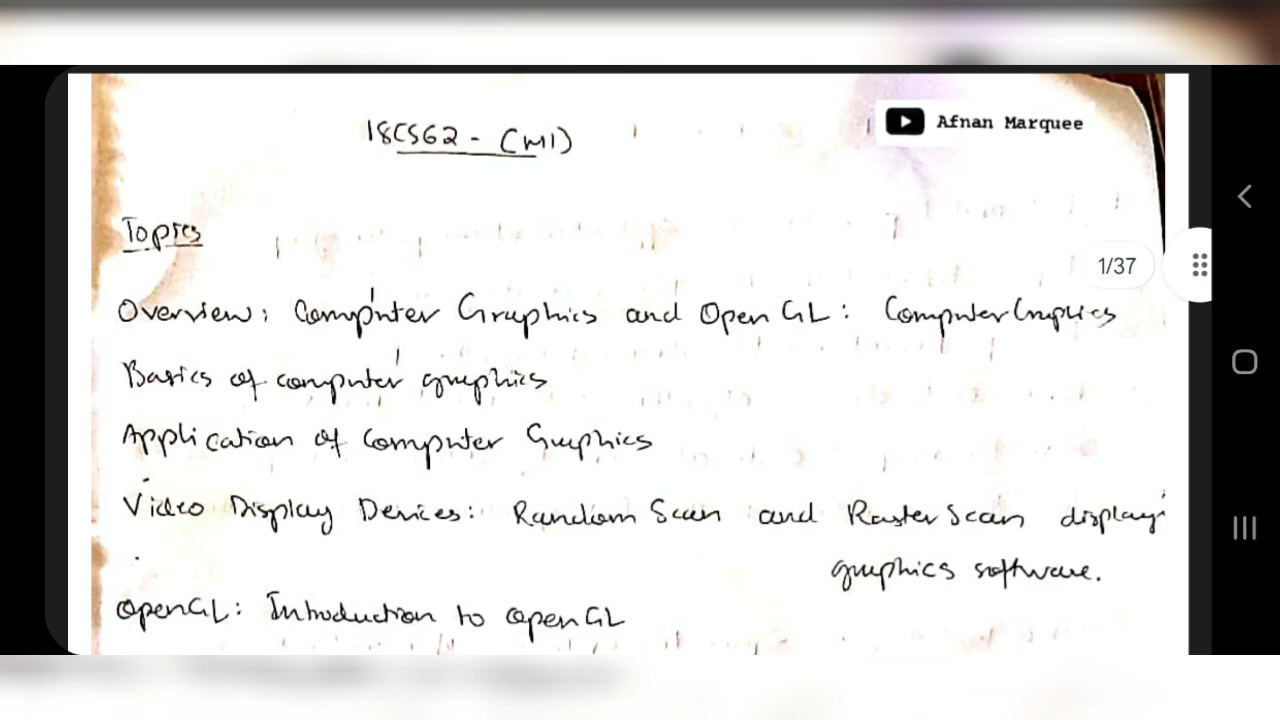 18CS62 - (M1)
Afnan Marquee
Topics
1/37
Overview: Computer Graphics and OpenGL: Computer Graphics
Basics of computer graphics
Application of Computer Graphics
Video Display Devices: Random Scan and Raster Scan display
graphics software.
OpenGL: Introduction to OpenGL